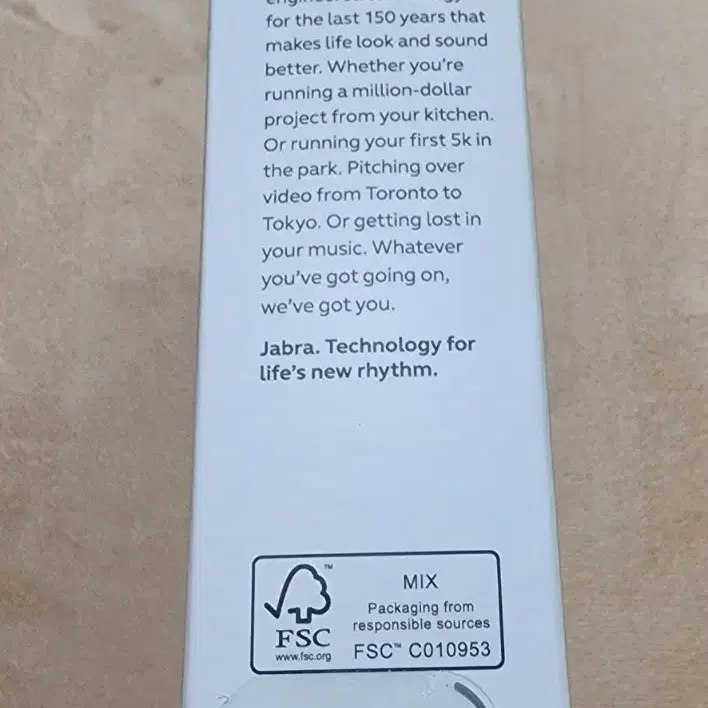 for the last 150 years that
makes life look and sound
better. Whether you're
running a million-dollar
project from your kitchen.
Or running your first 5k in
the park. Pitching over
video from Toronto to
Tokyo. Or getting lost in
your music. Whatever
you've got going on,
we've got you.
Jabra. Technology for
life's new rhythm.
TM
FSC
www.fsc.org
MIX
Packaging from
responsible sources
FSC™ C010953